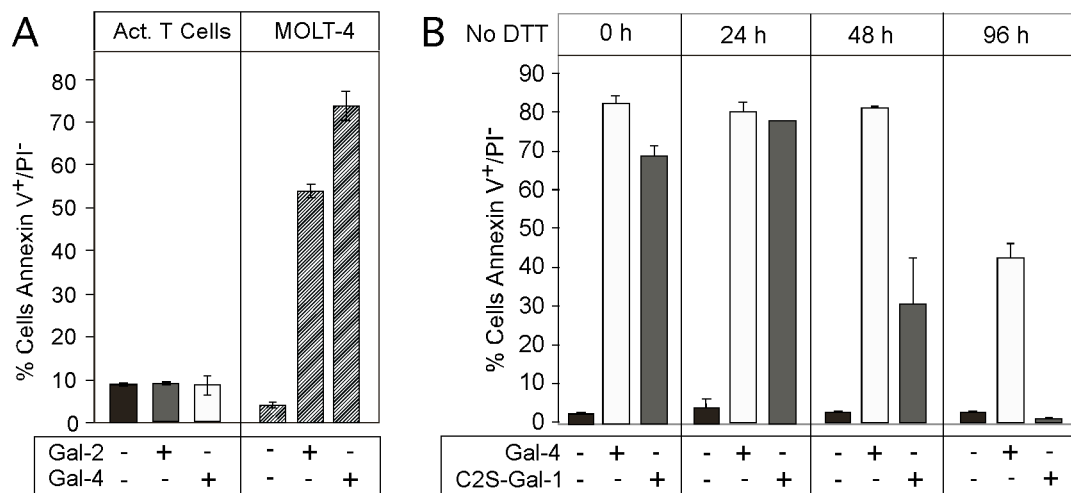 A
Act. T Cells MOLT-4
% Cells Annexin V+/PI-
80
70
60
50
40
30
20
10
0
Gal-2 - + - - + -
Gal-4 - - + - - +
B
No DTT 0 h 24 h 48 h 96 h
% Cells Annexin V+/PI-
90
80
70
60
50
40
30
20
10
0
Gal-4 - + - - + - - + - - + -
C2S-Gal-1 - - + - - + - - + - - +